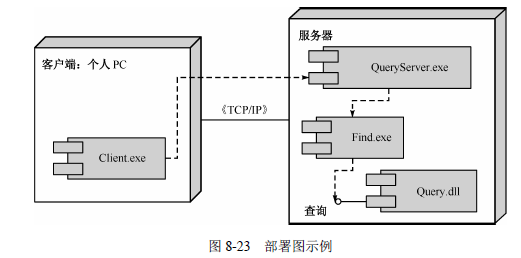 服务器
客户端：个人 PC
QueryServer.exe
《TCP/IP》
Find.exe
Client.exe
Query.dll
查询
图 8-23 部署图示例